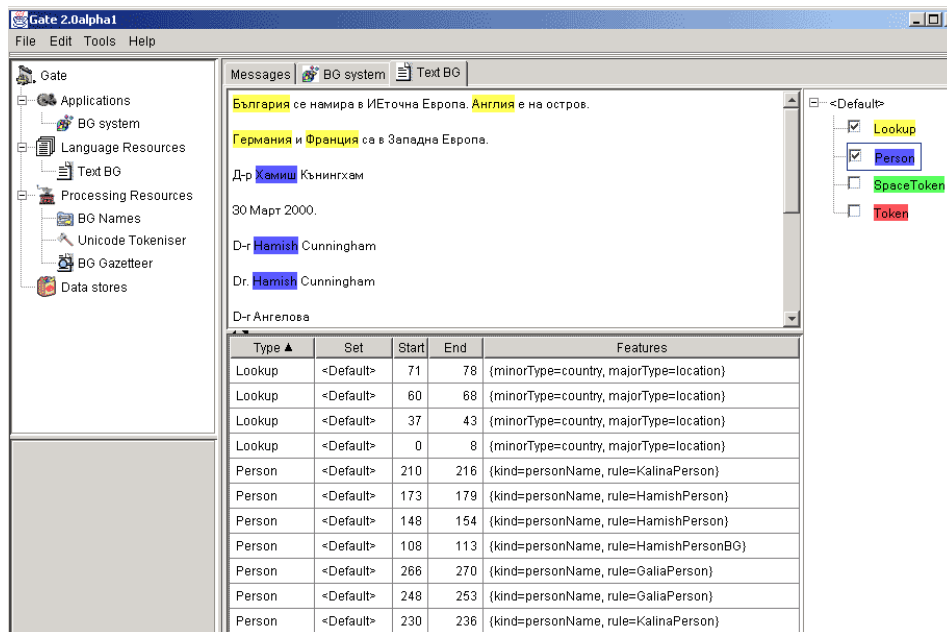 Gate 2.0alpha1
File Edit Tools Help
Gate
Applications
BG system
Language Resources
Text BG
Processing Resources
BG Names
Unicode Tokeniser
BG Gazetteer
Data stores
Messages BG system Text BG
България се намира в ИЕточна Европа. Англия е на остров.
Германия и Франция са в Западна Европа.
Д-р Хамиш Кънингхам
30 Март 2000.
D-r Hamish Cunningham
Dr. Hamish Cunningham
D-r Ангелова
<Default>
Lookup
Person
SpaceToken
Token
Type ▲ Set Start End Features
Lookup <Default> 71 78 {minorType=country, majorType=location}
Lookup <Default> 60 68 {minorType=country, majorType=location}
Lookup <Default> 37 43 {minorType=country, majorType=location}
Lookup <Default> 0 8 {minorType=country, majorType=location}
Person <Default> 210 216 {kind=personName, rule=KalinaPerson}
Person <Default> 173 179 {kind=personName, rule=HamishPerson}
Person <Default> 148 154 {kind=personName, rule=HamishPerson}
Person <Default> 108 113 {kind=personName, rule=HamishPersonBG}
Person <Default> 266 270 {kind=personName, rule=GaliaPerson}
Person <Default> 248 253 {kind=personName, rule=GaliaPerson}
Person <Default> 230 236 {kind=personName, rule=KalinaPerson}